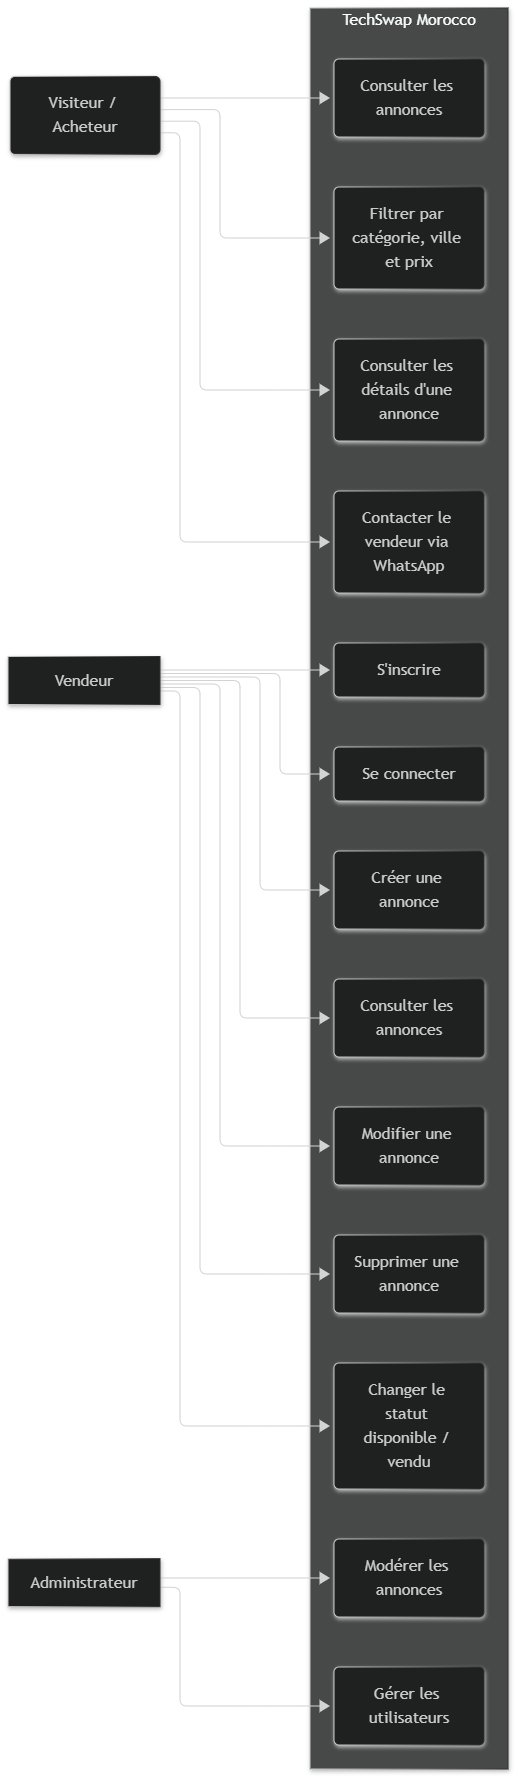 TechSwap Morocco
Visiteur /
Acheteur
Consulter les
annonces
Filtrer par
catégorie, ville
et prix
Consulter les
détails d'une
annonce
Contacter le
vendeur via
WhatsApp
Vendeur
S'inscrire
Se connecter
Créer une
annonce
Consulter les
annonces
Modifier une
annonce
Supprimer une
annonce
Changer le
statut
disponible /
vendu
Administrateur
Modérer les
annonces
Gérer les
utilisateurs